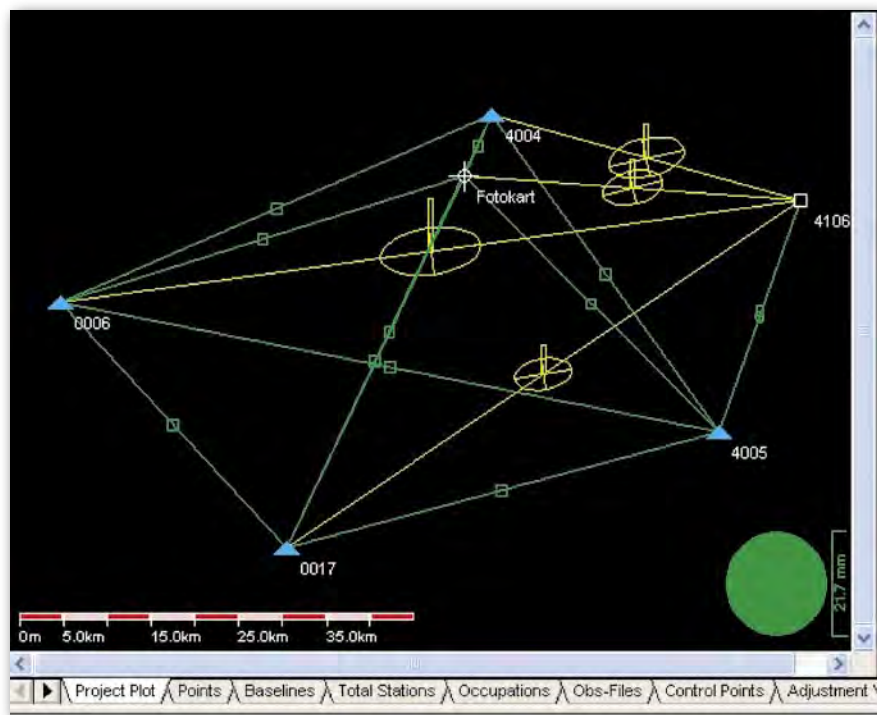 4004
Fotokart
4106
0006
4005
0017
21.7 mm
0m 5.0km 15.0km 25.0km 35.0km
Project Plot Points Baselines Total Stations Occupations Obs-Files Control Points Adjustment